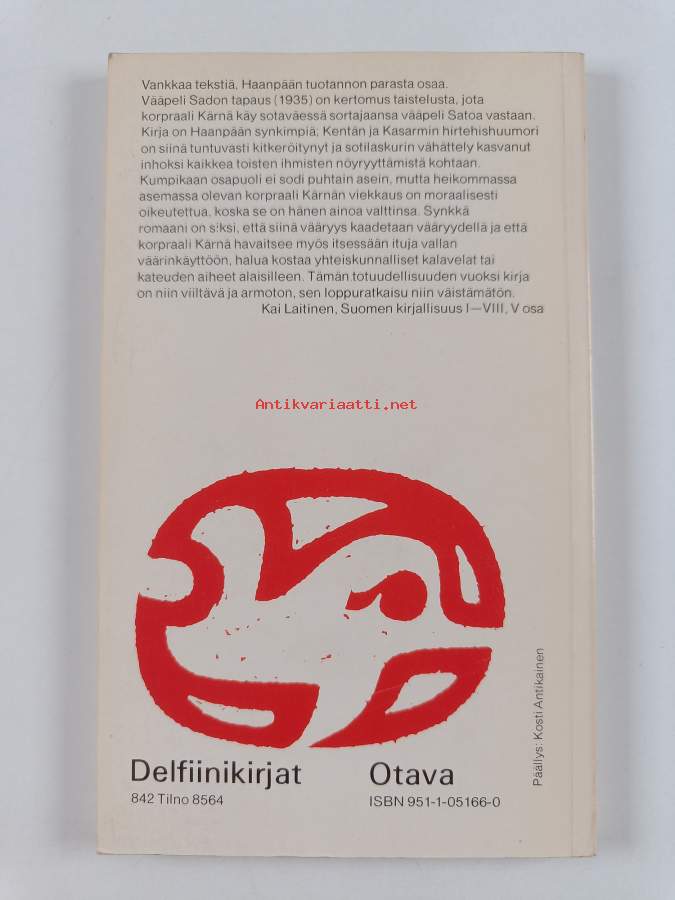 Vankkaa tekstiä, Haanpään tuotannon parasta osaa.
Vääpeli Sadon tapaus (1935) on kertomus taistelusta, jota
korpraali Kärnä käy sotaväessä sortajaansa vääpeli Satoa vastaan.
Kirja on Haanpään synkimpiä; Kentän ja Kasarmin hirtehishuumori
on siinä tuntuvasti kitkeröitynyt ja sotilaskurin vähättely kasvanut
inhoksi kaikkea toisten ihmisten nöyryyttämistä kohtaan.
Kumpikaan osapuoli ei sodi puhtain asein, mutta heikommassa
asemassa olevan korpraali Kärnän viekkaus on moraalisesti
oikeutettua, koska se on hänen ainoa valttinsa. Synkkä
romaani on siksi, että siinä vääryys kaadetaan vääryydellä ja että
korpraali Kärnä havaitsee myös itsessään ituja vallan
väärinkäyttöön, halua kostaa yhteiskunnalliset kalavelat tai
kateuden aiheet alaisilleen. Tämän totuudellisuuden vuoksi kirja
on niin viiltävä ja armoton, sen loppuratkaisu niin väistämätön.
Kai Laitinen, Suomen kirjallisuus I—VIII, V osa
Antikvariaatti.net
Päällys: Kosti Antikainen
Delfiinikirjat
842 Tilno 8564
Otava
ISBN 951-1-05166-0